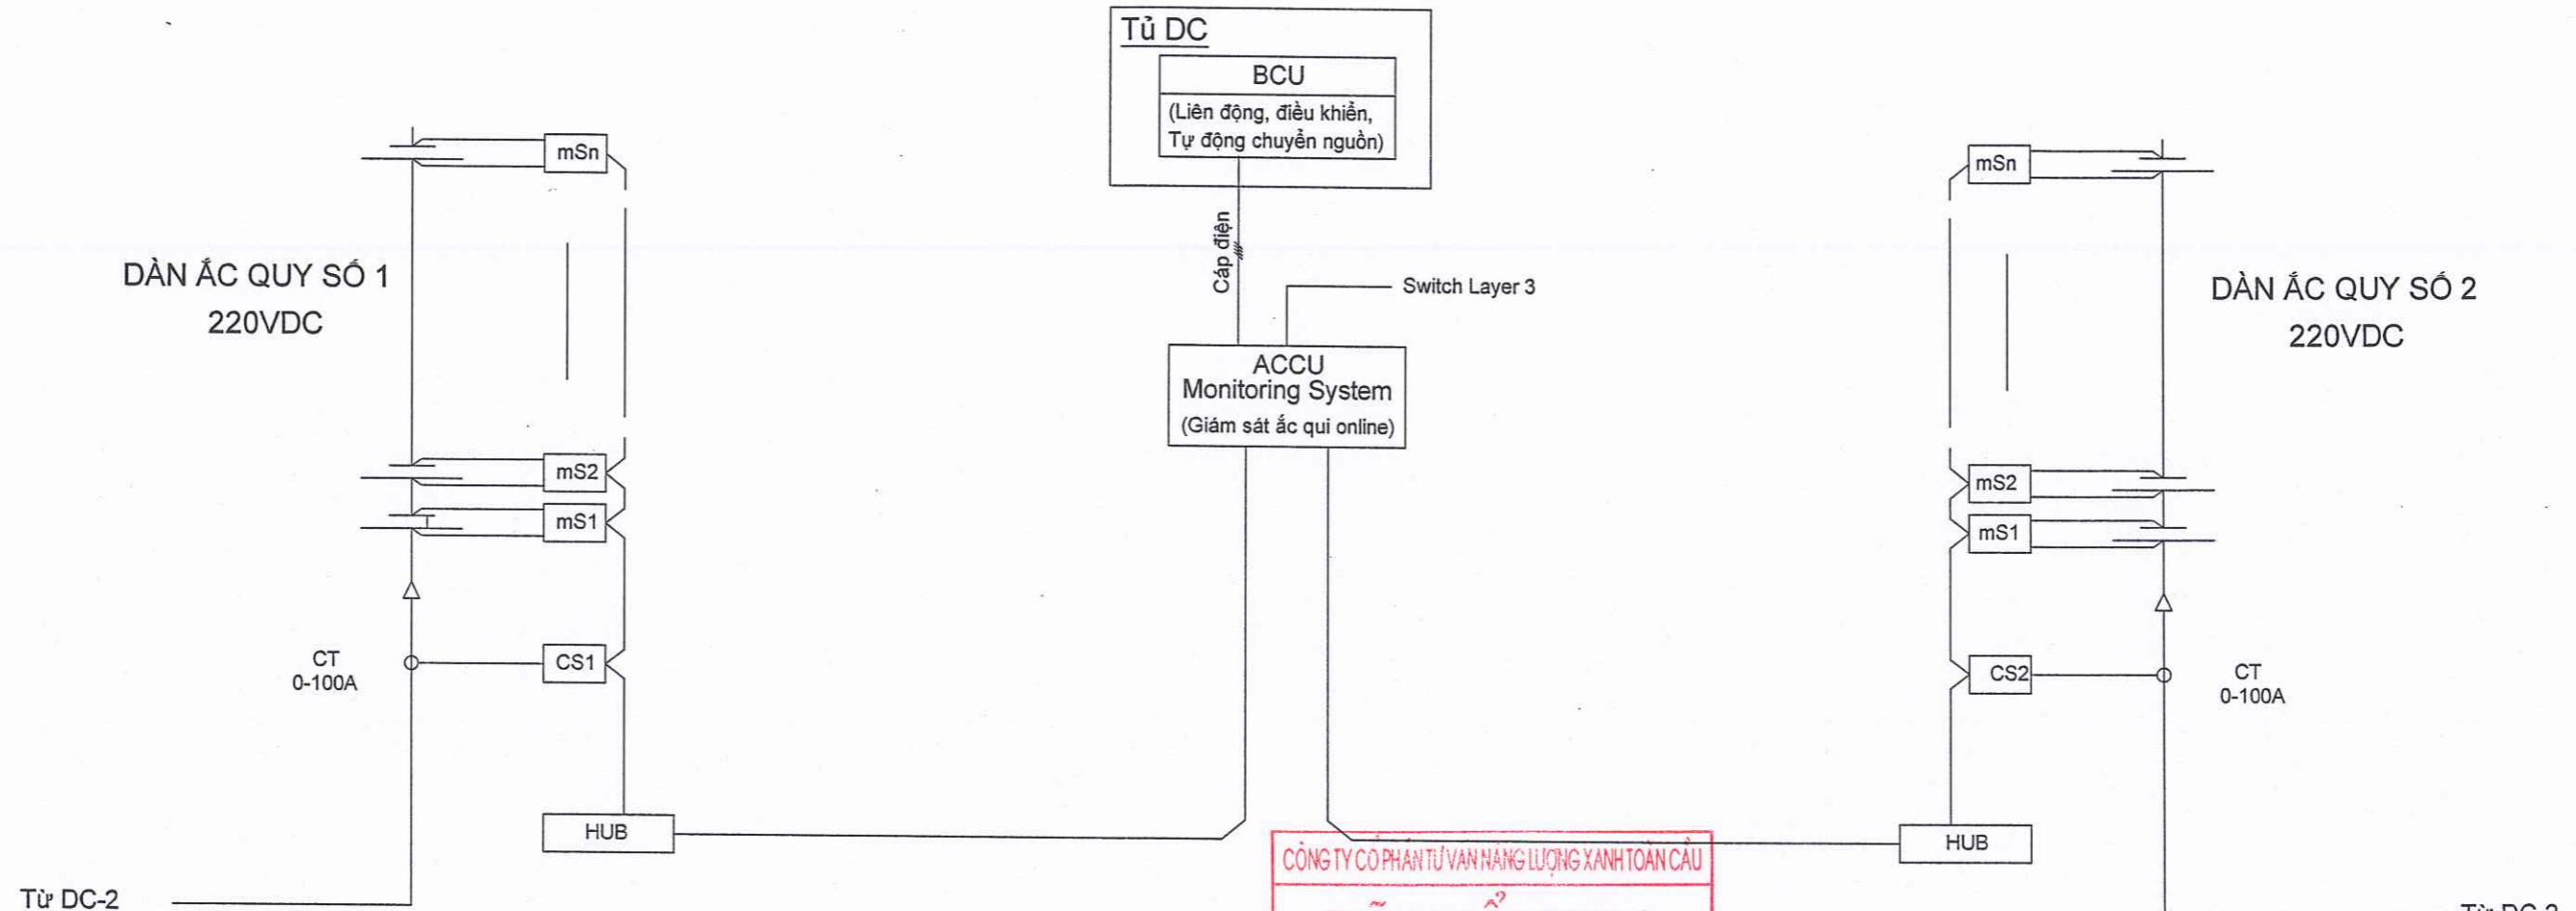 Tủ DC
BCU
(Liên động, điều khiển,
Tự động chuyển nguồn)
Cáp điện
Switch Layer 3
ACCU
Monitoring System
(Giám sát ắc qui online)
DÀN ẮC QUY SỐ 1
220VDC
mSn
mS2
mS1
CT
0-100A
CS1
HUB
Từ DC-2
DÀN ẮC QUY SỐ 2
220VDC
mSn
mS2
mS1
CS2
CT
0-100A
HUB
CÔNG TY CỔ PHẦN TƯ VẤN NĂNG LƯỢNG XANH TOÀN CẦU